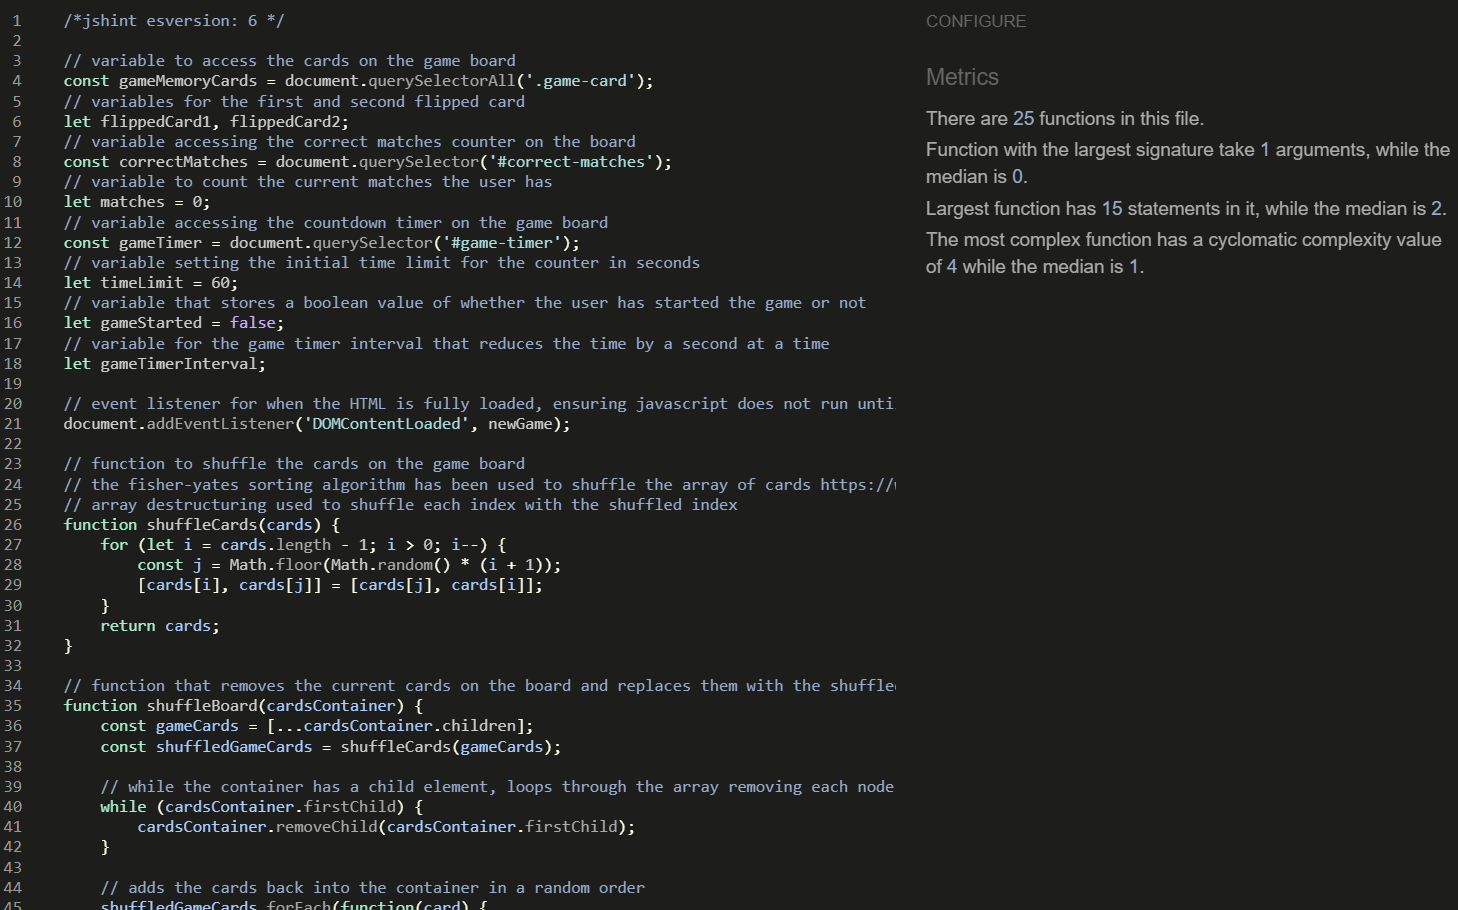 1 /*jshint esversion: 6 */
2
3 // variable to access the cards on the game board
4 const gameMemoryCards = document.querySelectorAll('.game-card');
5 // variables for the first and second flipped card
6 let flippedCard1, flippedCard2;
7 // variable accessing the correct matches counter on the board
8 const correctMatches = document.querySelector('#correct-matches');
9 // variable to count the current matches the user has
10 let matches = 0;
11 // variable accessing the countdown timer on the game board
12 const gameTimer = document.querySelector('#game-timer');
13 // variable setting the initial time limit for the counter in seconds
14 let timeLimit = 60;
15 // variable that stores a boolean value of whether the user has started the game or not
16 let gameStarted = false;
17 // variable for the game timer interval that reduces the time by a second at a time
18 let gameTimerInterval;
19
20 // event listener for when the HTML is fully loaded, ensuring javascript does not run unti
21 document.addEventListener('DOMContentLoaded', newGame);
22
23 // function to shuffle the cards on the game board
24 // the fisher-yates sorting algorithm has been used to shuffle the array of cards https://
25 // array destructuring used to shuffle each index with the shuffled index
26 function shuffleCards(cards) {
27 for (let i = cards.length - 1; i > 0; i--) {
28 const j = Math.floor(Math.random() * (i + 1));
29 [cards[i], cards[j]] = [cards[j], cards[i]];
30 }
31 return cards;
32 }
33
34 // function that removes the current cards on the board and replaces them with the shuffle
35 function shuffleBoard(cardsContainer) {
36 const gameCards = [...cardsContainer.children];
37 const shuffledGameCards = shuffleCards(gameCards);
38
39 // while the container has a child element, loops through the array removing each node
40 while (cardsContainer.firstChild) {
41 cardsContainer.removeChild(cardsContainer.firstChild);
42 }
43
44 // adds the cards back into the container in a random order
45 shuffledGameCards.forEach(function(card) {
CONFIGURE
Metrics
There are 25 functions in this file.
Function with the largest signature take 1 arguments, while the
median is 0.
Largest function has 15 statements in it, while the median is 2.
The most complex function has a cyclomatic complexity value
of 4 while the median is 1.